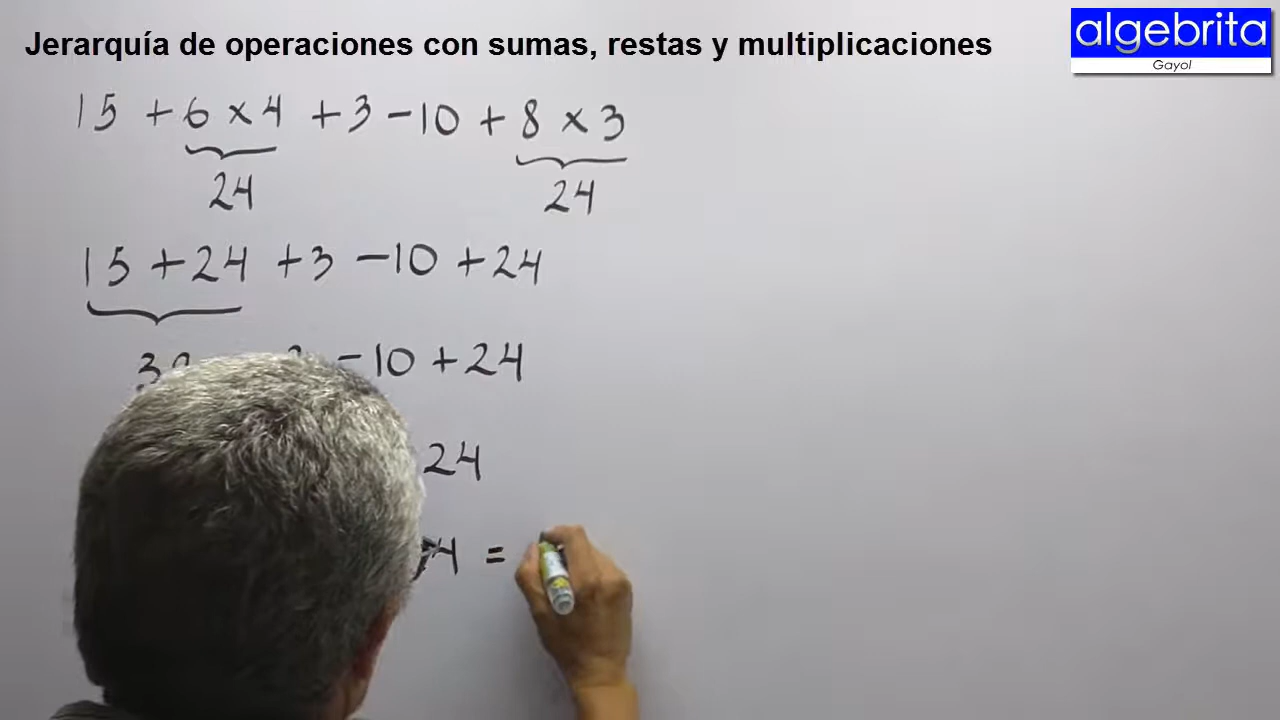 Jerarquía de operaciones con sumas, restas y multiplicaciones
algebrita
Gayol
15 + 6 × 4 + 3 - 10 + 8 × 3
24 24
15 + 24 + 3 - 10 + 24
- 10 + 24
24
4 =